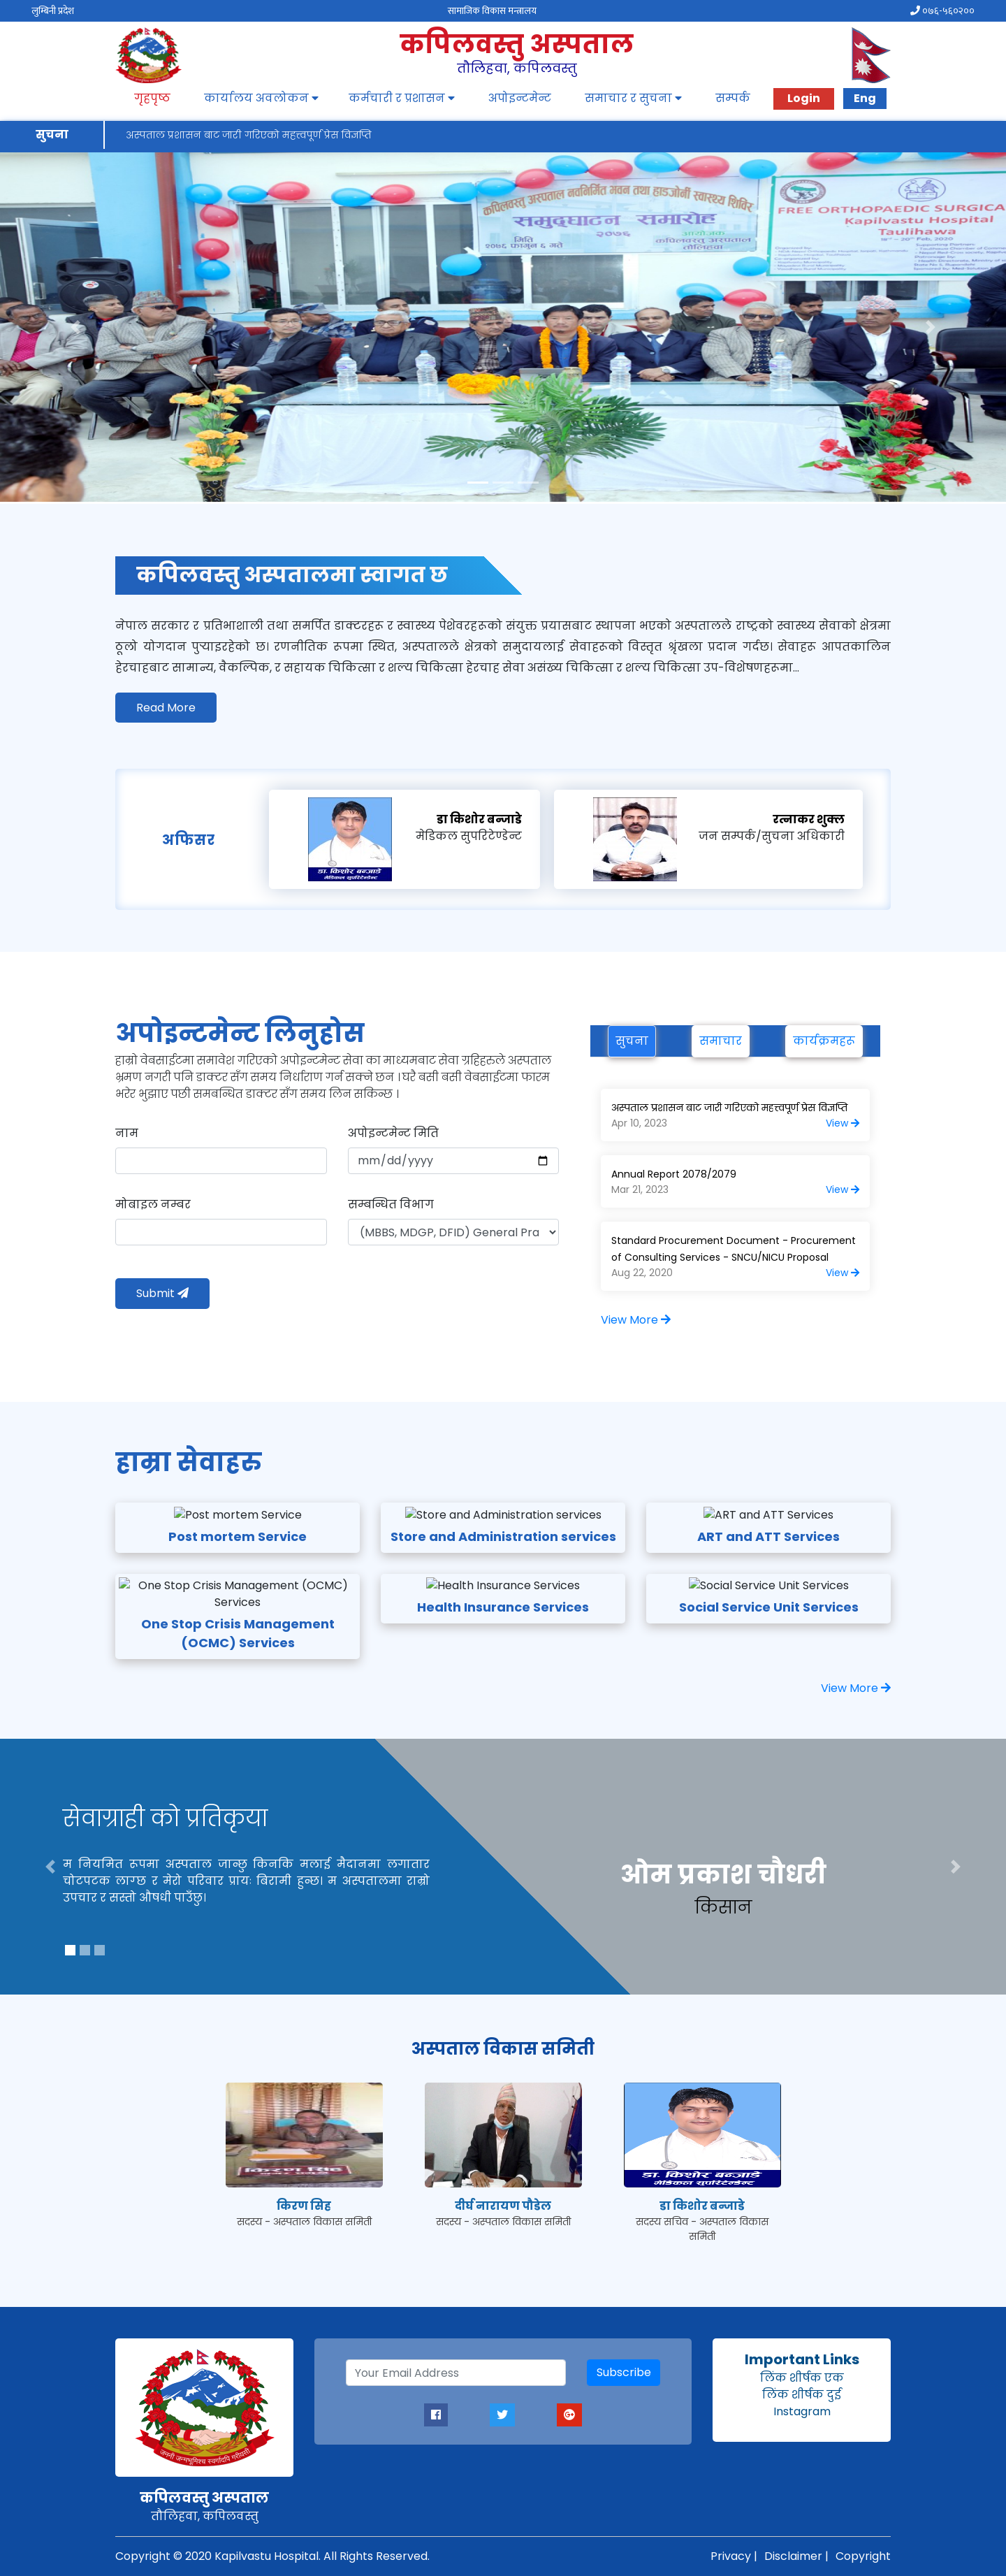 लुम्बिनी प्रदेश
सामाजिक विकास मन्त्रालय
०७६-५६०२००
कपिलवस्तु अस्पताल
तौलिहवा, कपिलवस्तु
गृहपृष्ठ
कार्यालय अवलोकन
कर्मचारी र प्रशासन
अपोइन्टमेन्ट
समाचार र सुचना
सम्पर्क
Login
Eng
सुचना
अस्पताल प्रशासन बाट जारी गरिएको महत्त्वपूर्ण प्रेस विज्ञप्ति
समुद्घाटन समारोह
FREE ORTHOPAEDIC SURGICA
Kapilvastu Hospital
Taulihawa
कपिलवस्तु अस्पतालमा स्वागत छ
नेपाल सरकार र प्रतिभाशाली तथा समर्पित डाक्टरहरू र स्वास्थ्य पेशेवरहरूको संयुक्त प्रयासबाट स्थापना भएको अस्पतालले राष्ट्रको स्वास्थ्य सेवाको क्षेत्रमा
ठूलो योगदान पुर्‍याइरहेको छ। रणनीतिक रूपमा स्थित, अस्पतालले समुदायलाई सेवाहरूको विस्तृत श्रृंखला प्रदान गर्दछ। सेवाहरू आपतकालिन
हेरचाहबाट सामान्य, वैकल्पिक, र सहायक चिकित्सा र शल्य चिकित्सा हेरचाह सेवा असंख्य चिकित्सा र शल्य चिकित्सा उप-विशेषणहरूमा...
Read More
अफिसर
डा. किशोर बन्जाडे
मेडिकल सुपरिटेन्डेन्ट
डा किशोर बन्जाडे
मेडिकल सुपरिटेण्डेन्ट
रत्नाकर शुक्ल
जन सम्पर्क/सुचना अधिकारी
अपोइन्टमेन्ट लिनुहोस
हाम्रो वेबसाईटमा समावेश गरिएको अपोइन्टमेन्ट सेवा का माध्यमबाट सेवा ग्रहिहरुले अस्पताल
भ्रमण नगरी पनि डाक्टर सँग समय निर्धाराण गर्न सक्ने छन । घरै बसी बसी वेबसाईटमा फारम
भरेर भुझाए पछी समबन्धित डाक्टर सँग समय लिन सकिन्छ ।
नाम
अपोइन्टमेन्ट मिति
mm/dd/yyyy
मोबाइल नम्बर
सम्बन्धित विभाग
(MBBS, MDGP, DFID) General Pra
Submit
सुचना
समाचार
कार्यक्रमहरू
अस्पताल प्रशासन बाट जारी गरिएको महत्त्वपूर्ण प्रेस विज्ञप्ति
Apr 10, 2023
View
Annual Report 2078/2079
Mar 21, 2023
View
Standard Procurement Document - Procurement
of Consulting Services - SNCU/NICU Proposal
Aug 22, 2020
View
View More
हाम्रा सेवाहरु
Post mortem Service
Post mortem Service
Store and Administration services
Store and Administration services
ART and ATT Services
ART and ATT Services
One Stop Crisis Management (OCMC)
Services
One Stop Crisis Management
(OCMC) Services
Health Insurance Services
Health Insurance Services
Social Service Unit Services
Social Service Unit Services
View More
सेवाग्राही को प्रतिकृया
म नियमित रूपमा अस्पताल जान्छु किनकि मलाई मैदानमा लगातार
चोटपटक लाग्छ र मेरो परिवार प्रायः बिरामी हुन्छ। म अस्पतालमा राम्रो
उपचार र सस्तो औषधी पाउँछु।
ओम प्रकाश चौधरी
किसान
अस्पताल विकास समिती
किरण सिंह
डा. किशोर बन्जाडे
मेडिकल सुपरिटेन्डेन्ट
किरण सिह
सदस्य - अस्पताल विकास समिती
दीर्घ नारायण पौडेल
सदस्य - अस्पताल विकास समिती
डा किशोर बन्जाडे
सदस्य सचिव - अस्पताल विकास
समिती
जननी जन्मभूमिश्च स्वर्गादपि गरीयसी
कपिलवस्तु अस्पताल
तौलिहवा, कपिलवस्तु
Your Email Address
Subscribe
Important Links
लिंक शीर्षक एक
लिंक शीर्षक दुई
Instagram
Copyright © 2020 Kapilvastu Hospital. All Rights Reserved.
Privacy |
Disclaimer |
Copyright